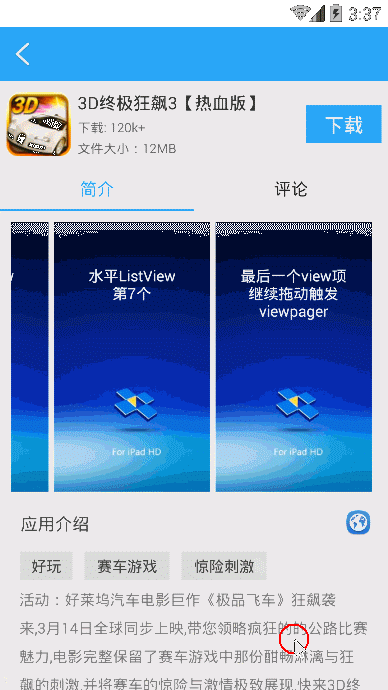 3:37
3D
3D终极狂飙3【热血版】
下载: 120k+
文件大小：12MB
下载
简介
评论
水平ListView
第7个
For iPad HD
最后一个view项
继续拖动触发
viewpager
For iPad HD
应用介绍
好玩
赛车游戏
惊险刺激
活动：好莱坞汽车电影巨作《极品飞车》狂飙袭
来,3月14日全球同步上映,带您领略疯狂的的公路比赛
魅力,电影完整保留了赛车游戏中那份酣畅淋漓与狂
飙的刺激,并将赛车的惊险与激情极致展现,快来3D终